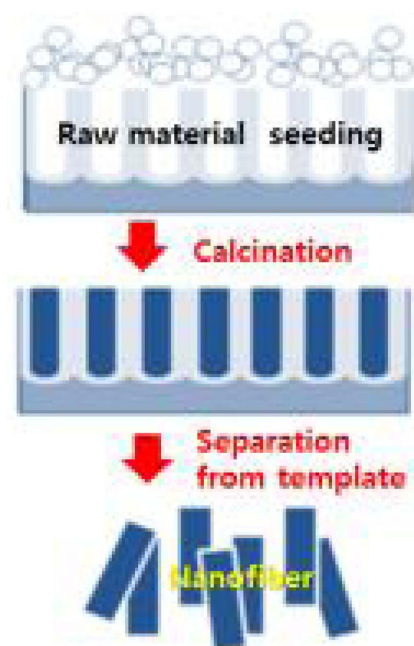 Raw material seeding
Calcination
Separation
from template
Nanofiber